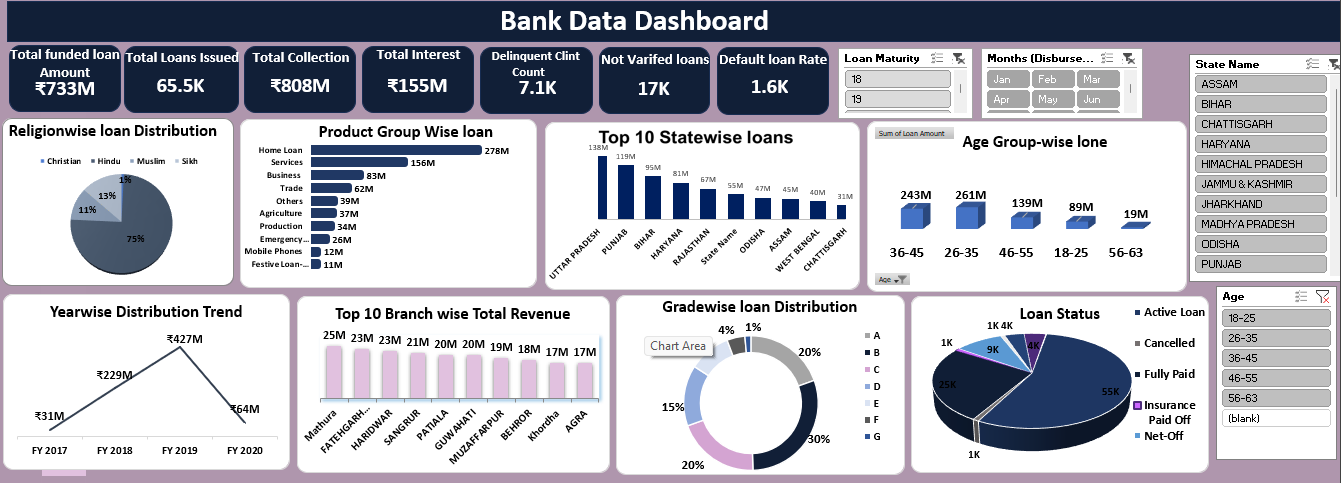 Bank Data Dashboard
Total funded loan
Amount
₹733M
Total Loans Issued
65.5K
Total Collection
₹808M
Total Interest
₹155M
Delinquent Clint
Count
7.1K
Not Varifed loans
17K
Default loan Rate
1.6K
Loan Maturity
18
19
Months (Disburse...
Jan Feb Mar
Apr May Jun
State Name
ASSAM
BIHAR
CHATTISGARH
HARYANA
HIMACHAL PRADESH
JAMMU & KASHMIR
JHARKHAND
MADHYA PRADESH
ODISHA
PUNJAB
Religionwise loan Distribution
Christian Hindu Muslim Sikh
1%
13%
11%
75%
Product Group Wise loan
Home Loan 278M
Services 156M
Business 83M
Trade 62M
Others 39M
Agriculture 37M
Production 34M
Emergency... 26M
Mobile Phones 12M
Festive Loan-... 11M
Top 10 Statewise loans
138M 119M 95M 81M 67M 55M 47M 45M 40M 31M
UTTAR PRADESH PUNJAB BIHAR HARYANA RAJASTHAN State Name ODISHA ASSAM WEST BENGAL CHATTISGARH
Sum of Loan Amount
Age Group-wise lone
243M 261M 139M 89M 19M
36-45 26-35 46-55 18-25 56-63
Age
Yearwise Distribution Trend
₹31M ₹229M ₹427M ₹64M
FY 2017 FY 2018 FY 2019 FY 2020
Top 10 Branch wise Total Revenue
25M 23M 23M 21M 20M 20M 19M 18M 17M 17M
Mathura FATEHGARH... HARIDWAR SANGRUR PATIALA GUWAHATI MUZAFFARPUR BEHROR Khordha AGRA
Gradewise loan Distribution
Chart Area
4% 1%
20%
15%
30%
20%
A
B
C
D
E
F
G
Loan Status
1K 4K
4K
1K
9K
25K
55K
1K
Active Loan
Cancelled
Fully Paid
Insurance
Paid Off
Net-Off
Age
18-25
26-35
36-45
46-55
56-63
(blank)